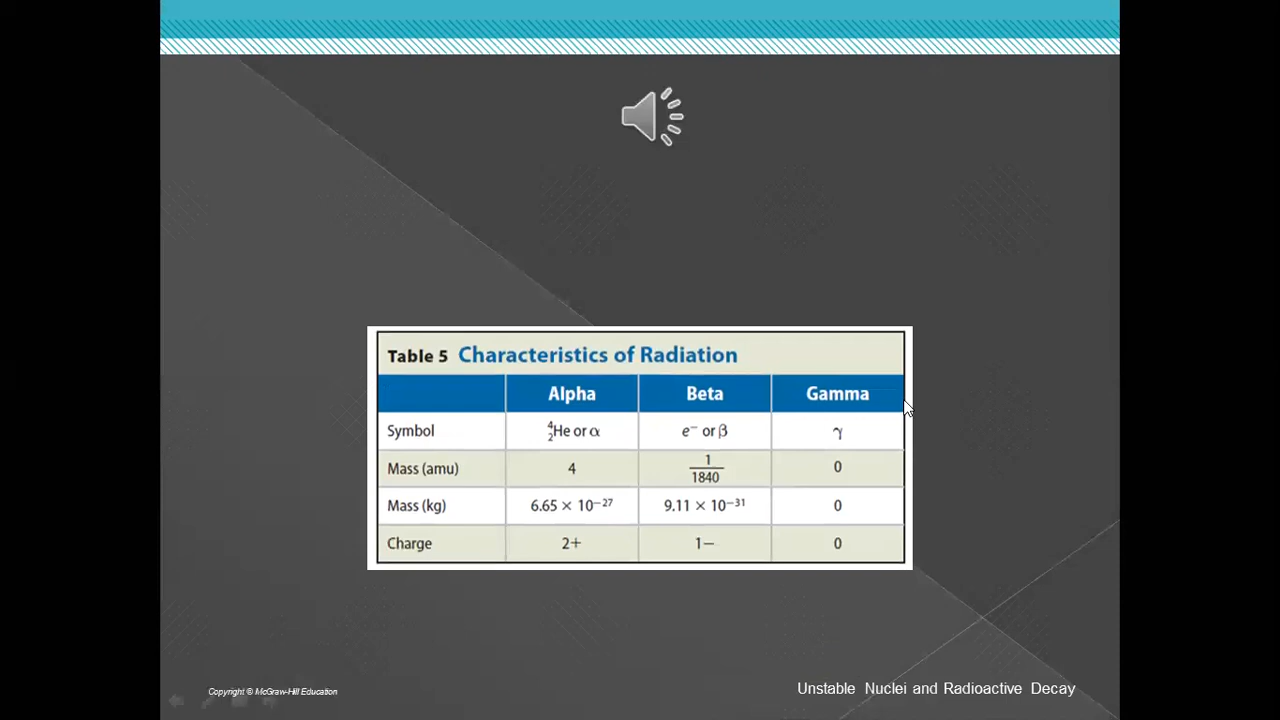 Table 5 Characteristics of Radiation
Alpha Beta Gamma
Symbol ⁴₂He or α e⁻ or β γ
Mass (amu) 4 1/1840 0
Mass (kg) 6.65 × 10⁻²⁷ 9.11 × 10⁻³¹ 0
Charge 2+ 1− 0
Copyright © McGraw-Hill Education
Unstable Nuclei and Radioactive Decay